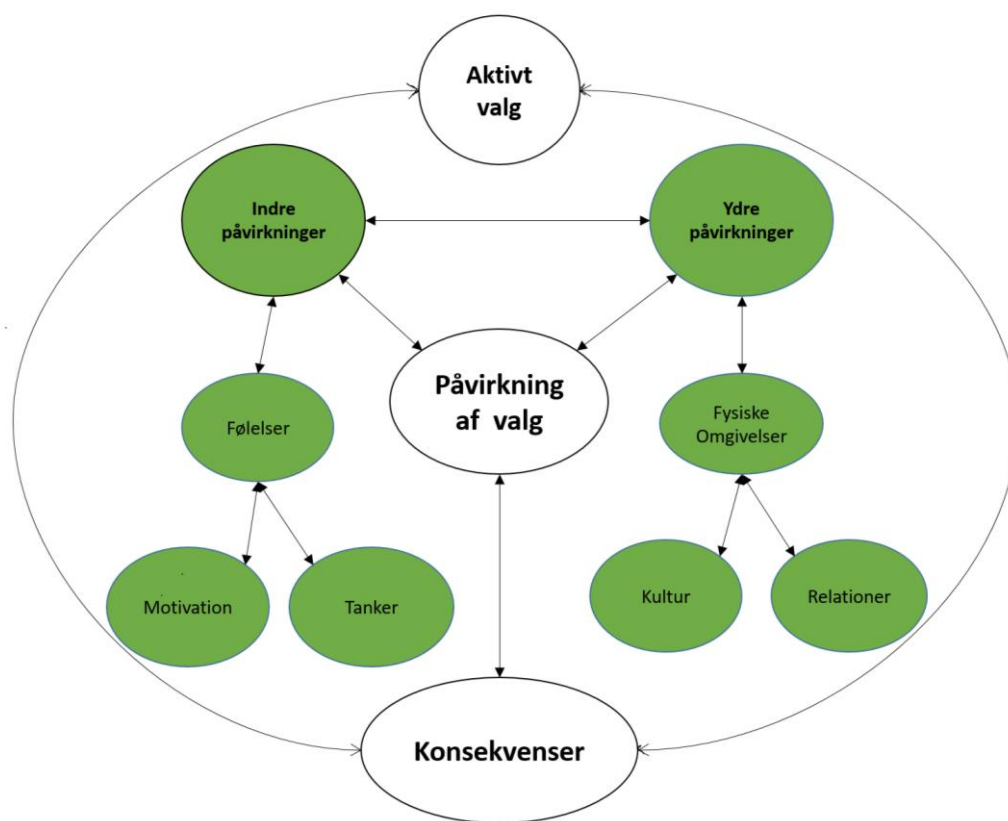 Aktivt
valg
Indre
påvirkninger
Ydre
påvirkninger
Påvirkning
af valg
Følelser
Fysiske
Omgivelser
Motivation
Tanker
Kultur
Relationer
Konsekvenser